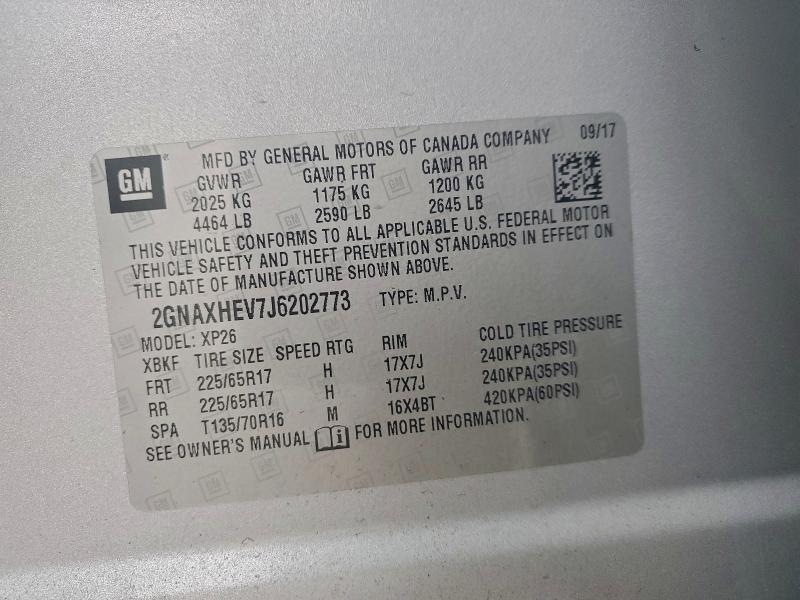 GM MFD BY GENERAL MOTORS OF CANADA COMPANY 09/17
GVWR GAWR FRT GAWR RR
2025 KG 1175 KG 1200 KG
4464 LB 2590 LB 2645 LB
THIS VEHICLE CONFORMS TO ALL APPLICABLE U.S. FEDERAL MOTOR
VEHICLE SAFETY AND THEFT PREVENTION STANDARDS IN EFFECT ON
THE DATE OF MANUFACTURE SHOWN ABOVE.
2GNAXHEV7J6202773 TYPE: M.P.V.
MODEL: XP26
XBKF TIRE SIZE SPEED RTG RIM COLD TIRE PRESSURE
FRT 225/65R17 H 17X7J 240KPA(35PSI)
RR 225/65R17 H 17X7J 240KPA(35PSI)
SPA T135/70R16 M 16X4BT 420KPA(60PSI)
SEE OWNER'S MANUAL i FOR MORE INFORMATION.